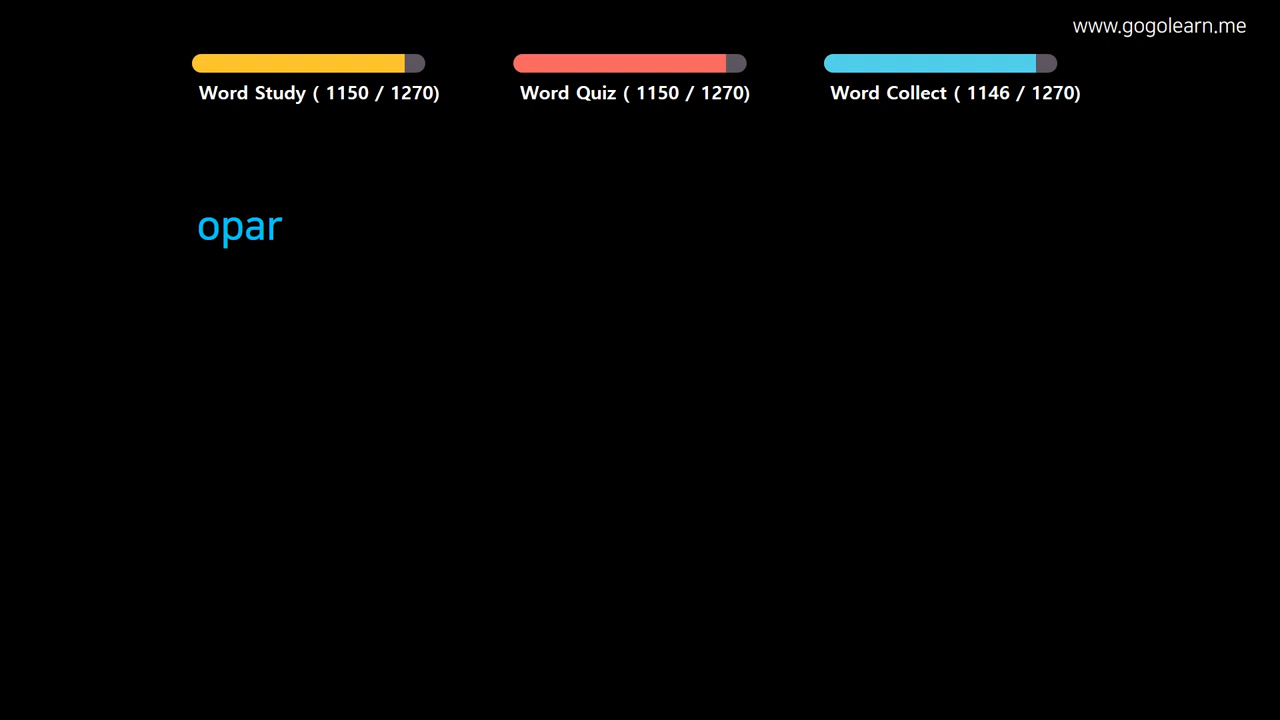 www.gogolearn.me
Word Study ( 1150 / 1270)
Word Quiz ( 1150 / 1270)
Word Collect ( 1146 / 1270)
opar